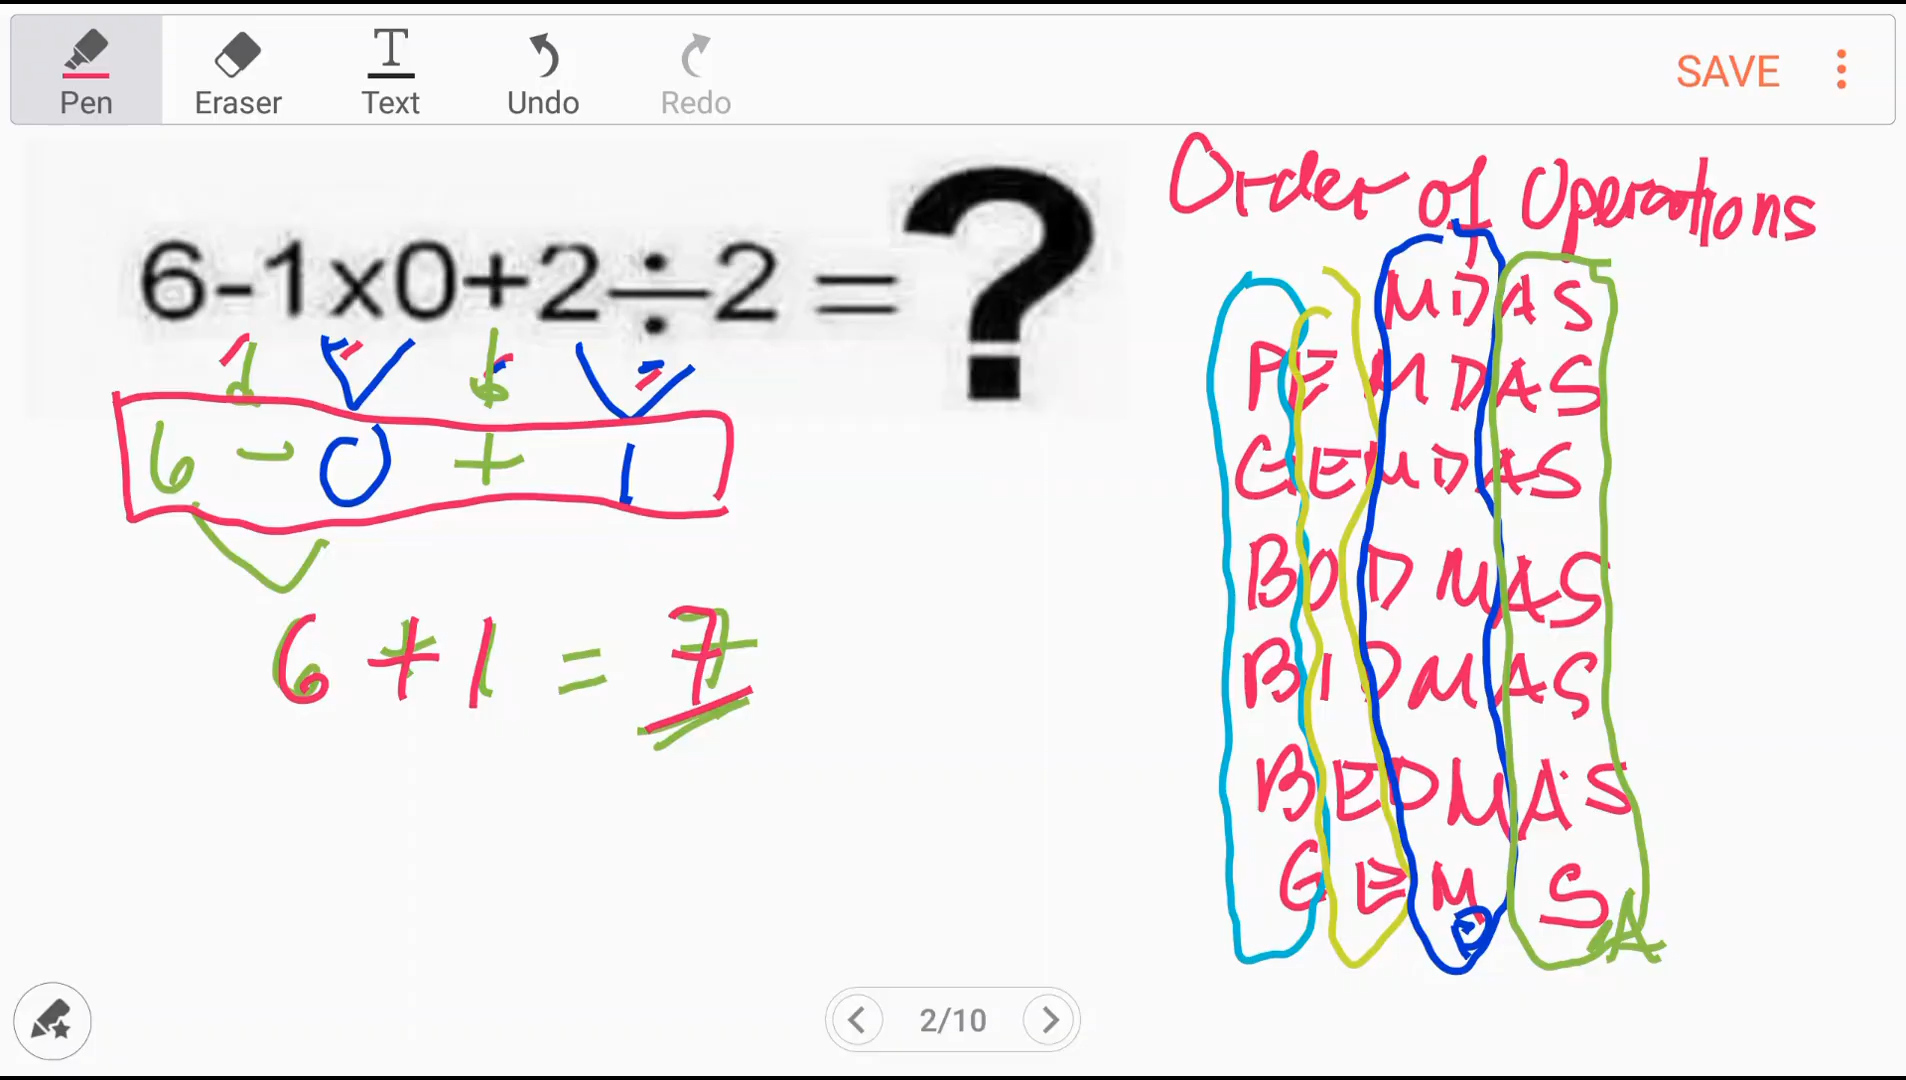 Pen Eraser Text Undo Redo SAVE
Order of Operations
6-1x0+2÷2=?
6 - 0 + 1
6 + 1 = 7
MDAS
PEMDAS
GEMDAS
BODMAS
BIDMAS
BEDMAS
GEM S
D A
2/10